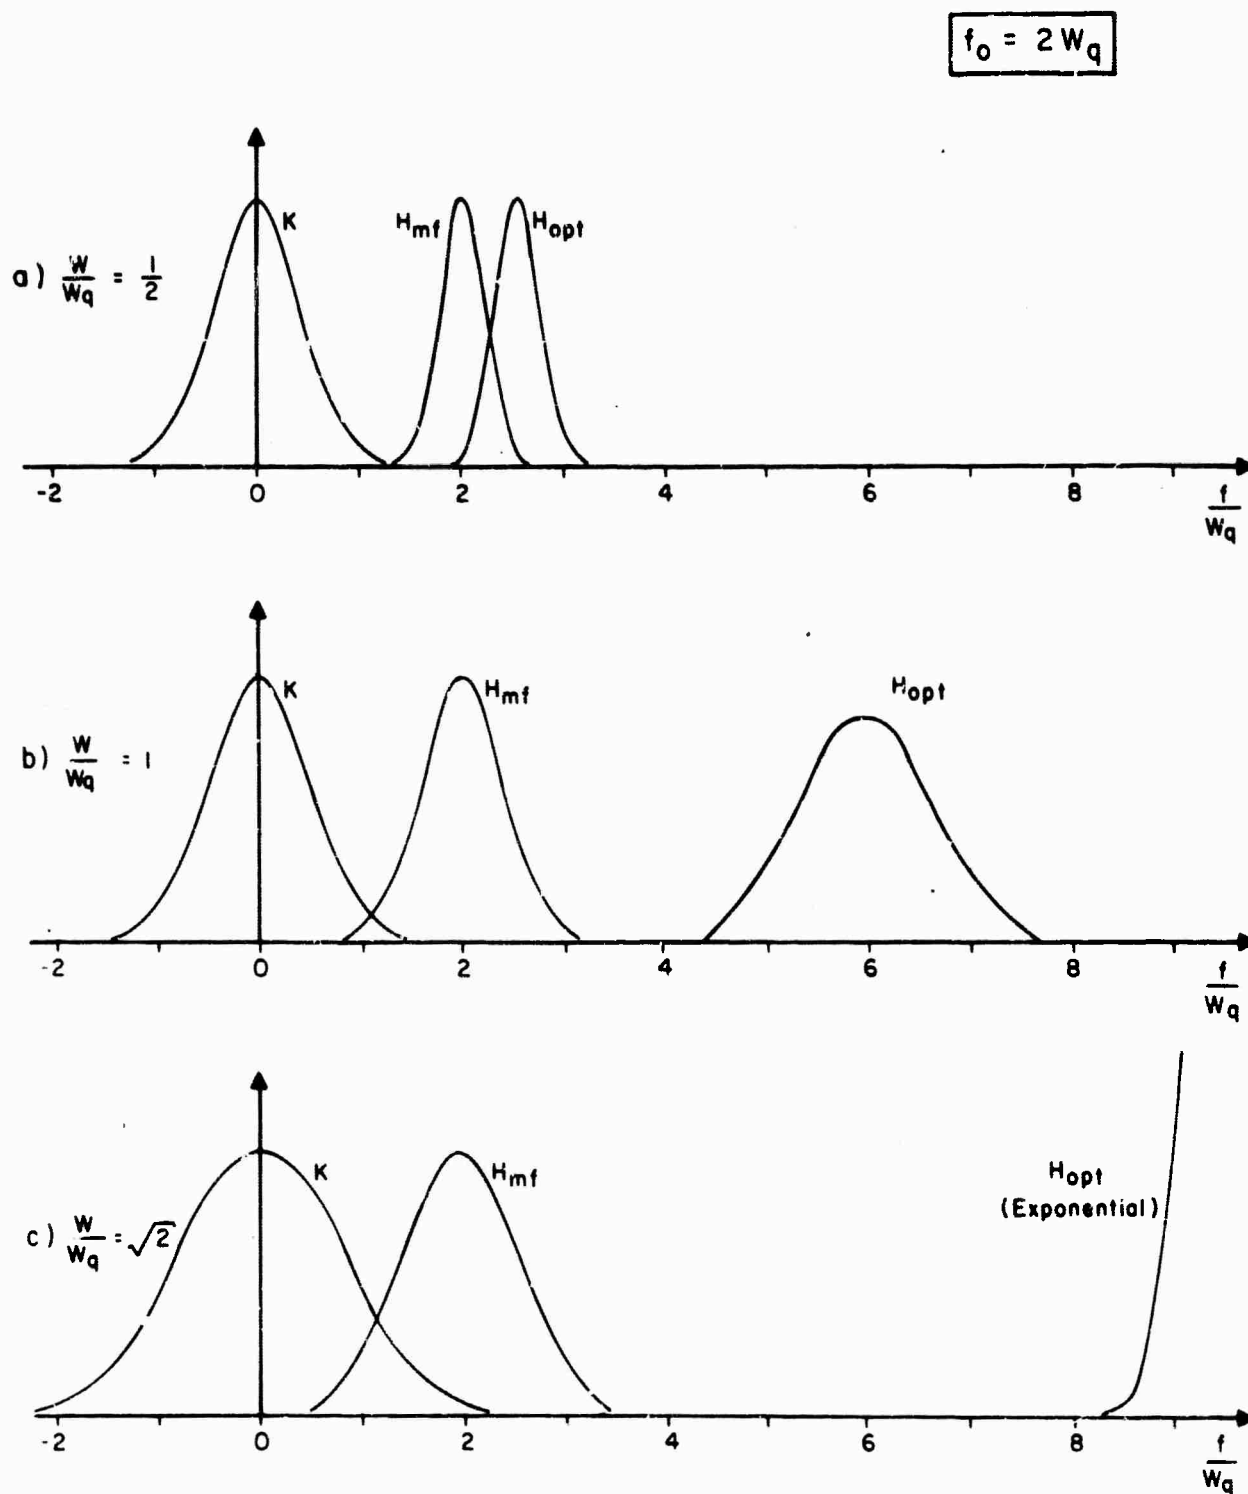 f₀ = 2W_q
K
H_mf
H_opt
a) W/W_q = 1/2
-2 0 2 4 6 8
f/W_q
K
H_mf
H_opt
b) W/W_q = 1
-2 0 2 4 6 8
f/W_q
K
H_mf
H_opt
(Exponential)
c) W/W_q = √2
-2 0 2 4 6 8
f/W_q